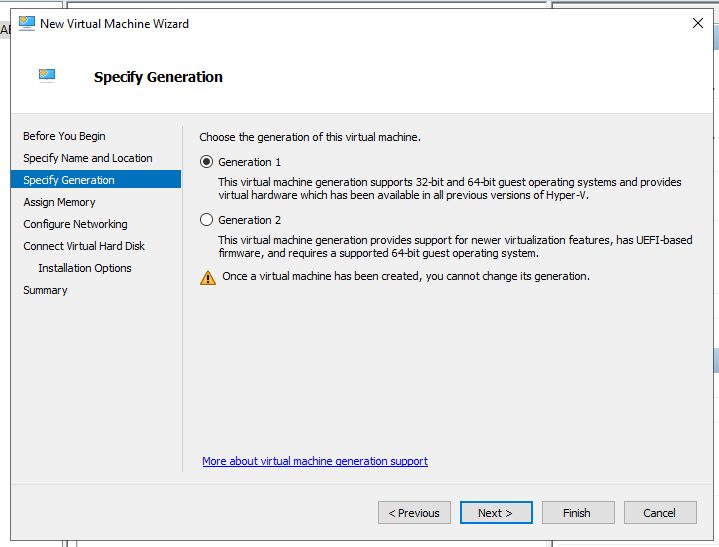 New Virtual Machine Wizard
Specify Generation
Before You Begin
Specify Name and Location
Specify Generation
Assign Memory
Configure Networking
Connect Virtual Hard Disk
Installation Options
Summary
Choose the generation of this virtual machine.
Generation 1
This virtual machine generation supports 32-bit and 64-bit guest operating systems and provides
virtual hardware which has been available in all previous versions of Hyper-V.
Generation 2
This virtual machine generation provides support for newer virtualization features, has UEFI-based
firmware, and requires a supported 64-bit guest operating system.
Once a virtual machine has been created, you cannot change its generation.
More about virtual machine generation support
< Previous
Next >
Finish
Cancel